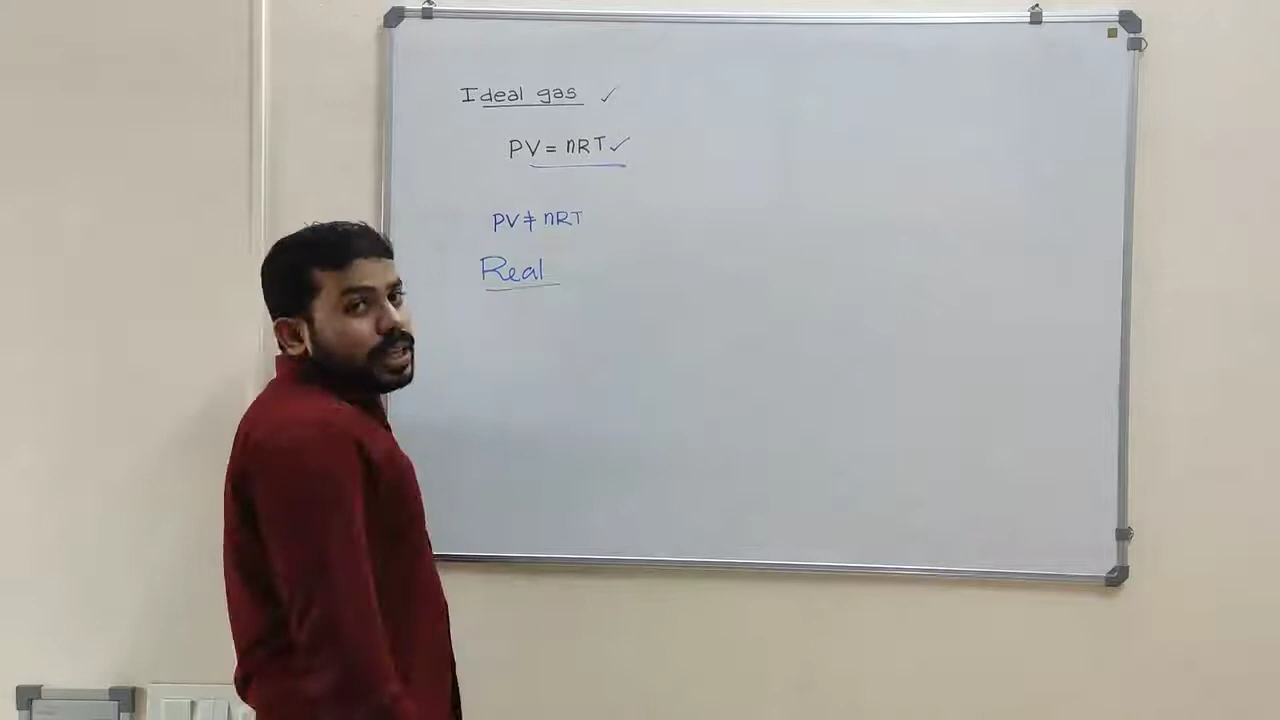 Ideal gas ✓
PV = nRT ✓
PV ≠ nRT
Real